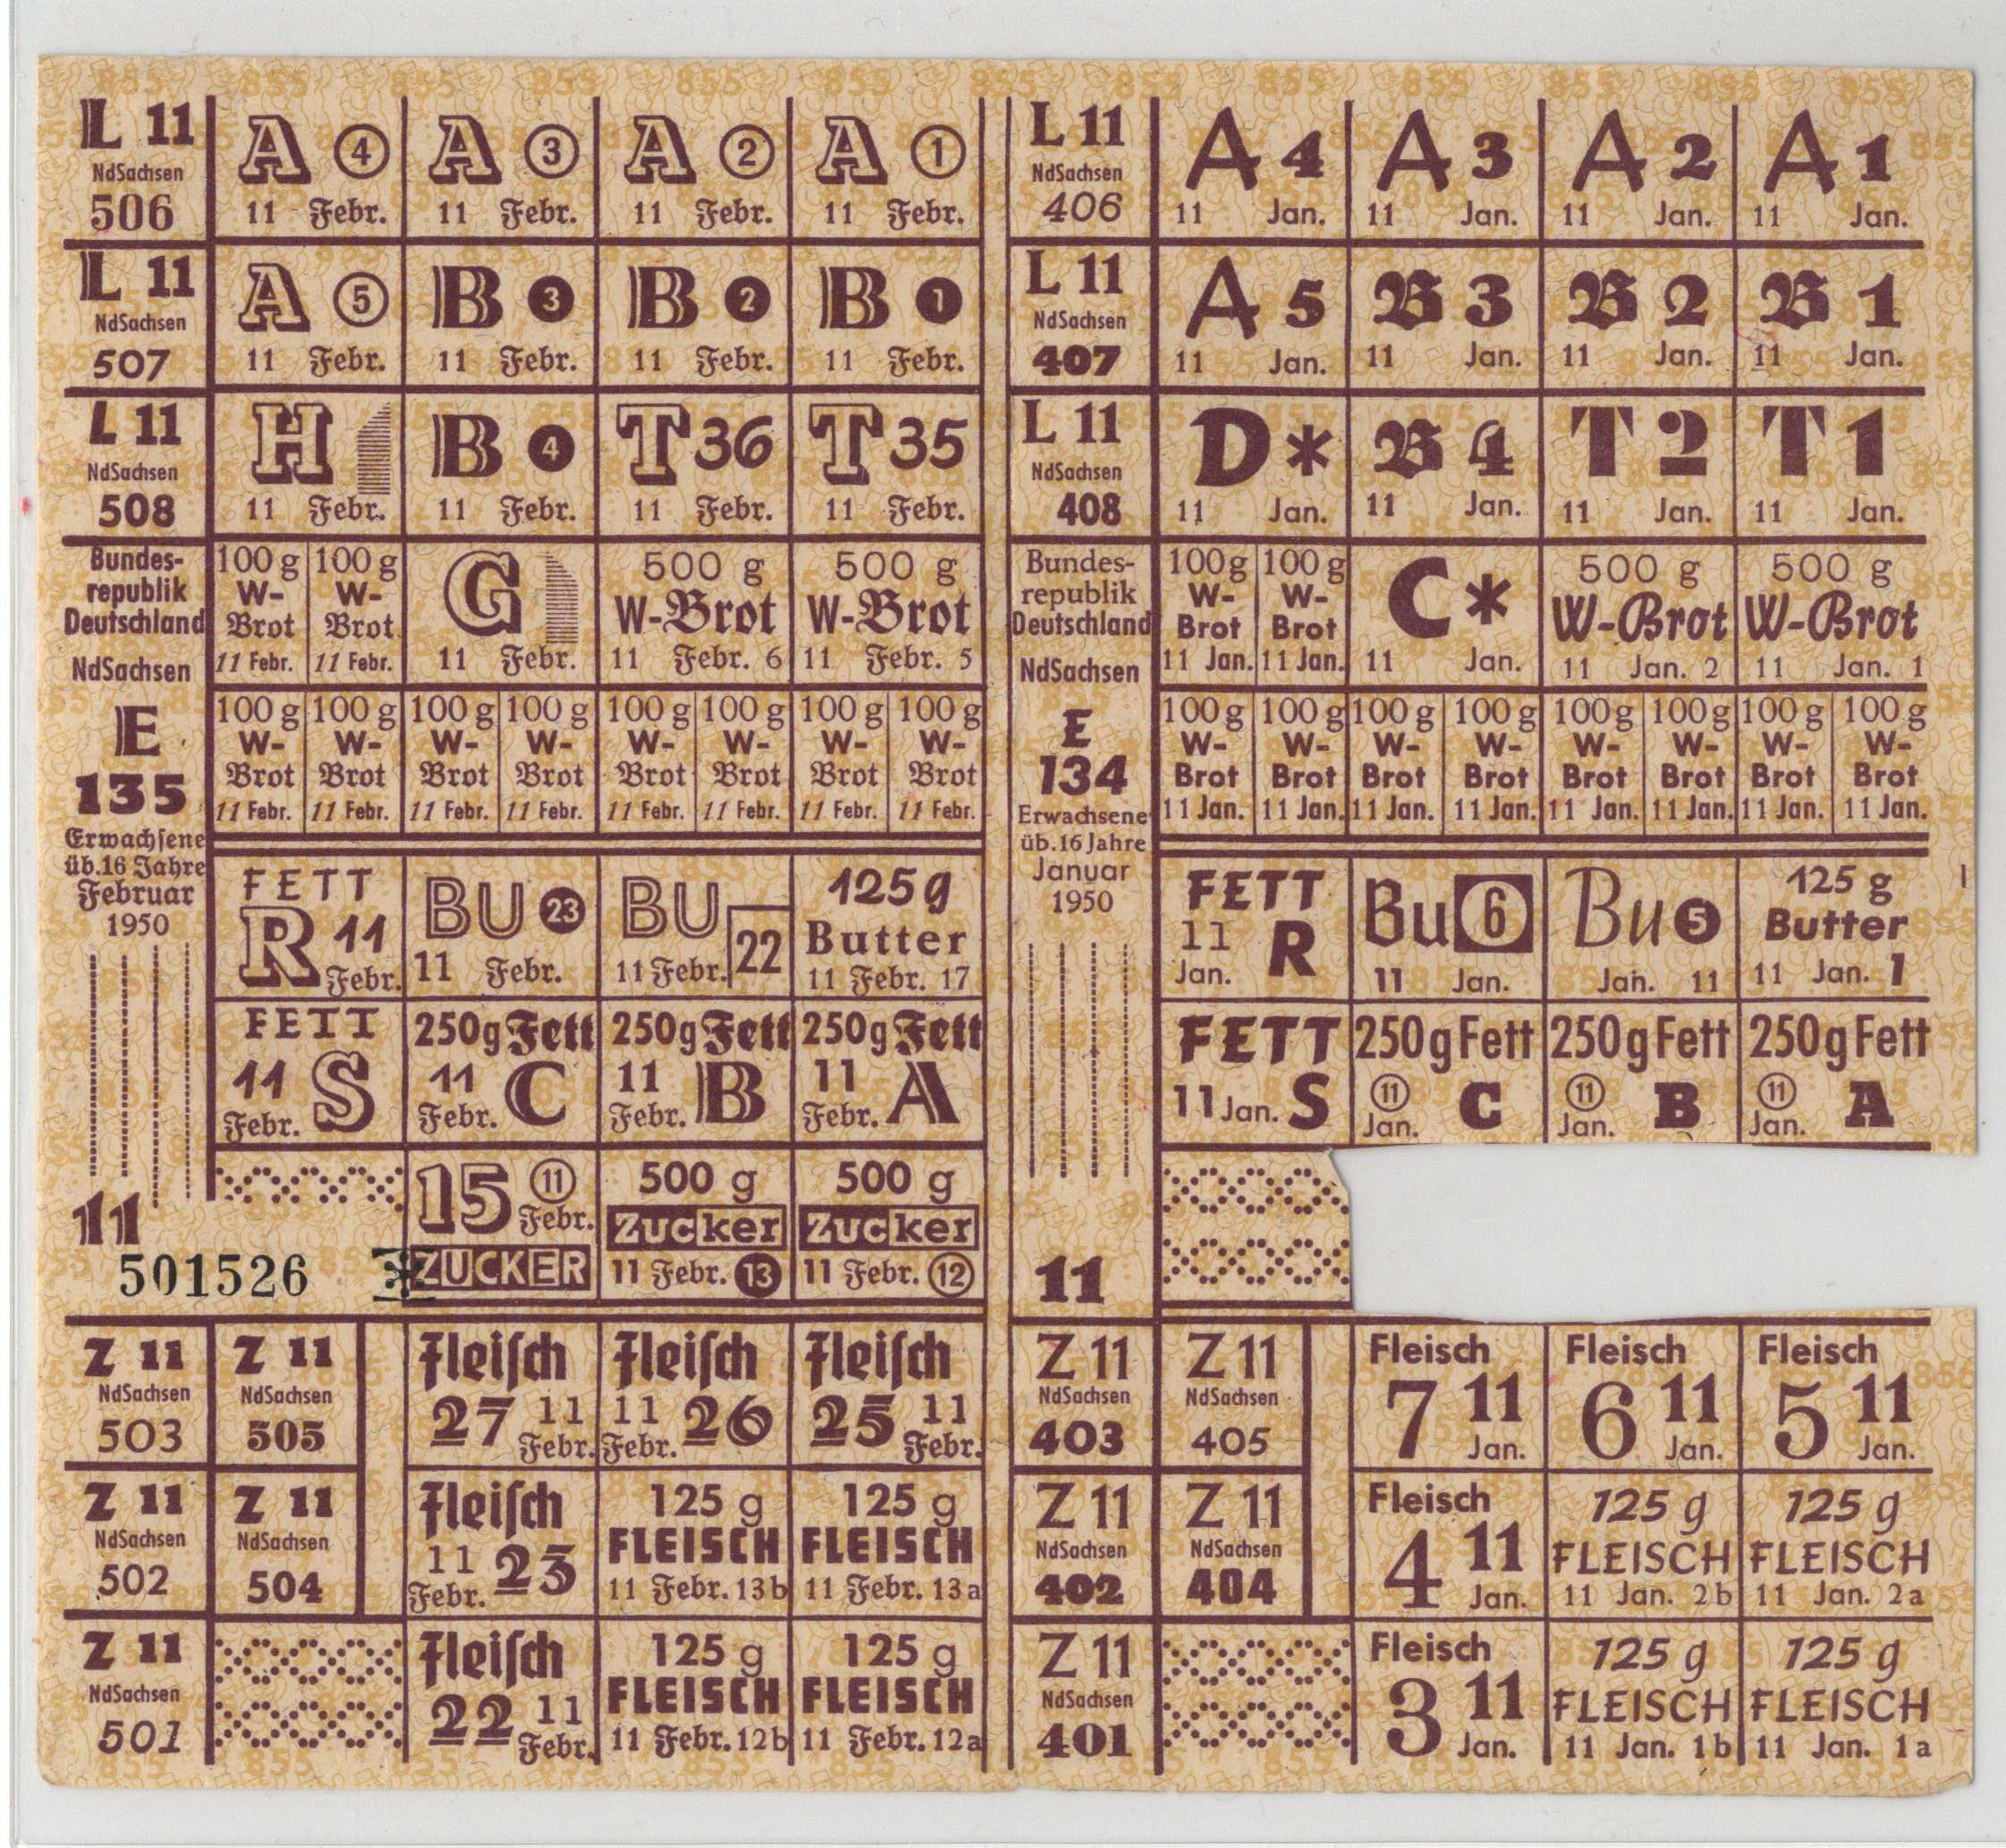 L 11
NdSachsen
506
A 4
11 Febr.
A 3
11 Febr.
A 2
11 Febr.
A 1
11 Febr.
L 11
NdSachsen
507
A 5
11 Febr.
B 3
11 Febr.
B 2
11 Febr.
B 1
11 Febr.
L 11
NdSachsen
508
H
11 Febr.
B 4
11 Febr.
T 36
11 Febr.
T 35
11 Febr.
Bundes-
republik
Deutschland
NdSachsen
E
135
Erwachsene
üb. 16 Jahre
Februar
1950
11
501526
100 g
W-
Brot
11 Febr.
100 g
W-
Brot
11 Febr.
G
11 Febr.
500 g
W-Brot
11 Febr. 6
500 g
W-Brot
11 Febr. 5
100 g
W-
Brot
11 Febr.
100 g
W-
Brot
11 Febr.
100 g
W-
Brot
11 Febr.
100 g
W-
Brot
11 Febr.
100 g
W-
Brot
11 Febr.
100 g
W-
Brot
11 Febr.
100 g
W-
Brot
11 Febr.
100 g
W-
Brot
11 Febr.
FETT
R 11
Febr.
BU 23
11 Febr.
BU
11 Febr. 22
125 g
Butter
11 Febr. 17
FETT
11 S
Febr.
250 g Fett
11 C
Febr.
250 g Fett
11 B
Febr.
250 g Fett
11 A
Febr.
15 11
Febr.
ZUCKER
500 g
Zucker
11 Febr. 13
500 g
Zucker
11 Febr. 12
Z 11
NdSachsen
503
Z 11
NdSachsen
505
Fleisch
27 11
Febr.
Fleisch
11 26
Febr.
Fleisch
25 11
Febr.
Z 11
NdSachsen
502
Z 11
NdSachsen
504
Fleisch
11 23
Febr.
125 g
FLEISCH
11 Febr. 13b
125 g
FLEISCH
11 Febr. 13a
Z 11
NdSachsen
501
Fleisch
22 11
Febr.
125 g
FLEISCH
11 Febr. 12b
125 g
FLEISCH
11 Febr. 12a
L 11
NdSachsen
406
A 4
11 Jan.
A 3
11 Jan.
A 2
11 Jan.
A 1
11 Jan.
L 11
NdSachsen
407
A 5
11 Jan.
B 3
11 Jan.
B 2
11 Jan.
B 1
11 Jan.
L 11
NdSachsen
408
D *
11 Jan.
B 4
11 Jan.
T 2
11 Jan.
T 1
11 Jan.
Bundes-
republik
Deutschland
NdSachsen
E
134
Erwachsene
üb. 16 Jahre
Januar
1950
11
100 g
W-
Brot
11 Jan.
100 g
W-
Brot
11 Jan.
C *
11 Jan.
500 g
W-Brot
11 Jan. 2
500 g
W-Brot
11 Jan. 1
100 g
W-
Brot
11 Jan.
100 g
W-
Brot
11 Jan.
100 g
W-
Brot
11 Jan.
100 g
W-
Brot
11 Jan.
100 g
W-
Brot
11 Jan.
100 g
W-
Brot
11 Jan.
100 g
W-
Brot
11 Jan.
100 g
W-
Brot
11 Jan.
FETT
11 R
Jan.
Bu 6
11 Jan.
Bu 5
Jan. 11
125 g
Butter
11 Jan. 1
FETT
11 Jan. S
250 g Fett
11 C
Jan.
250 g Fett
11 B
Jan.
250 g Fett
11 A
Jan.
Z 11
NdSachsen
403
Z 11
NdSachsen
405
Fleisch
7 11
Jan.
Fleisch
6 11
Jan.
Fleisch
5 11
Jan.
Z 11
NdSachsen
402
Z 11
NdSachsen
404
Fleisch
4 11
Jan.
125 g
FLEISCH
11 Jan. 2b
125 g
FLEISCH
11 Jan. 2a
Z 11
NdSachsen
401
Fleisch
3 11
Jan.
125 g
FLEISCH
11 Jan. 1b
125 g
FLEISCH
11 Jan. 1a